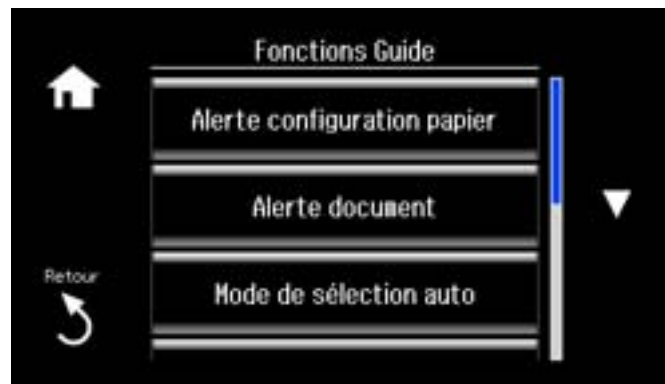 Fonctions Guide
Alerte configuration papier
Alerte document
Mode de sélection auto
Retour